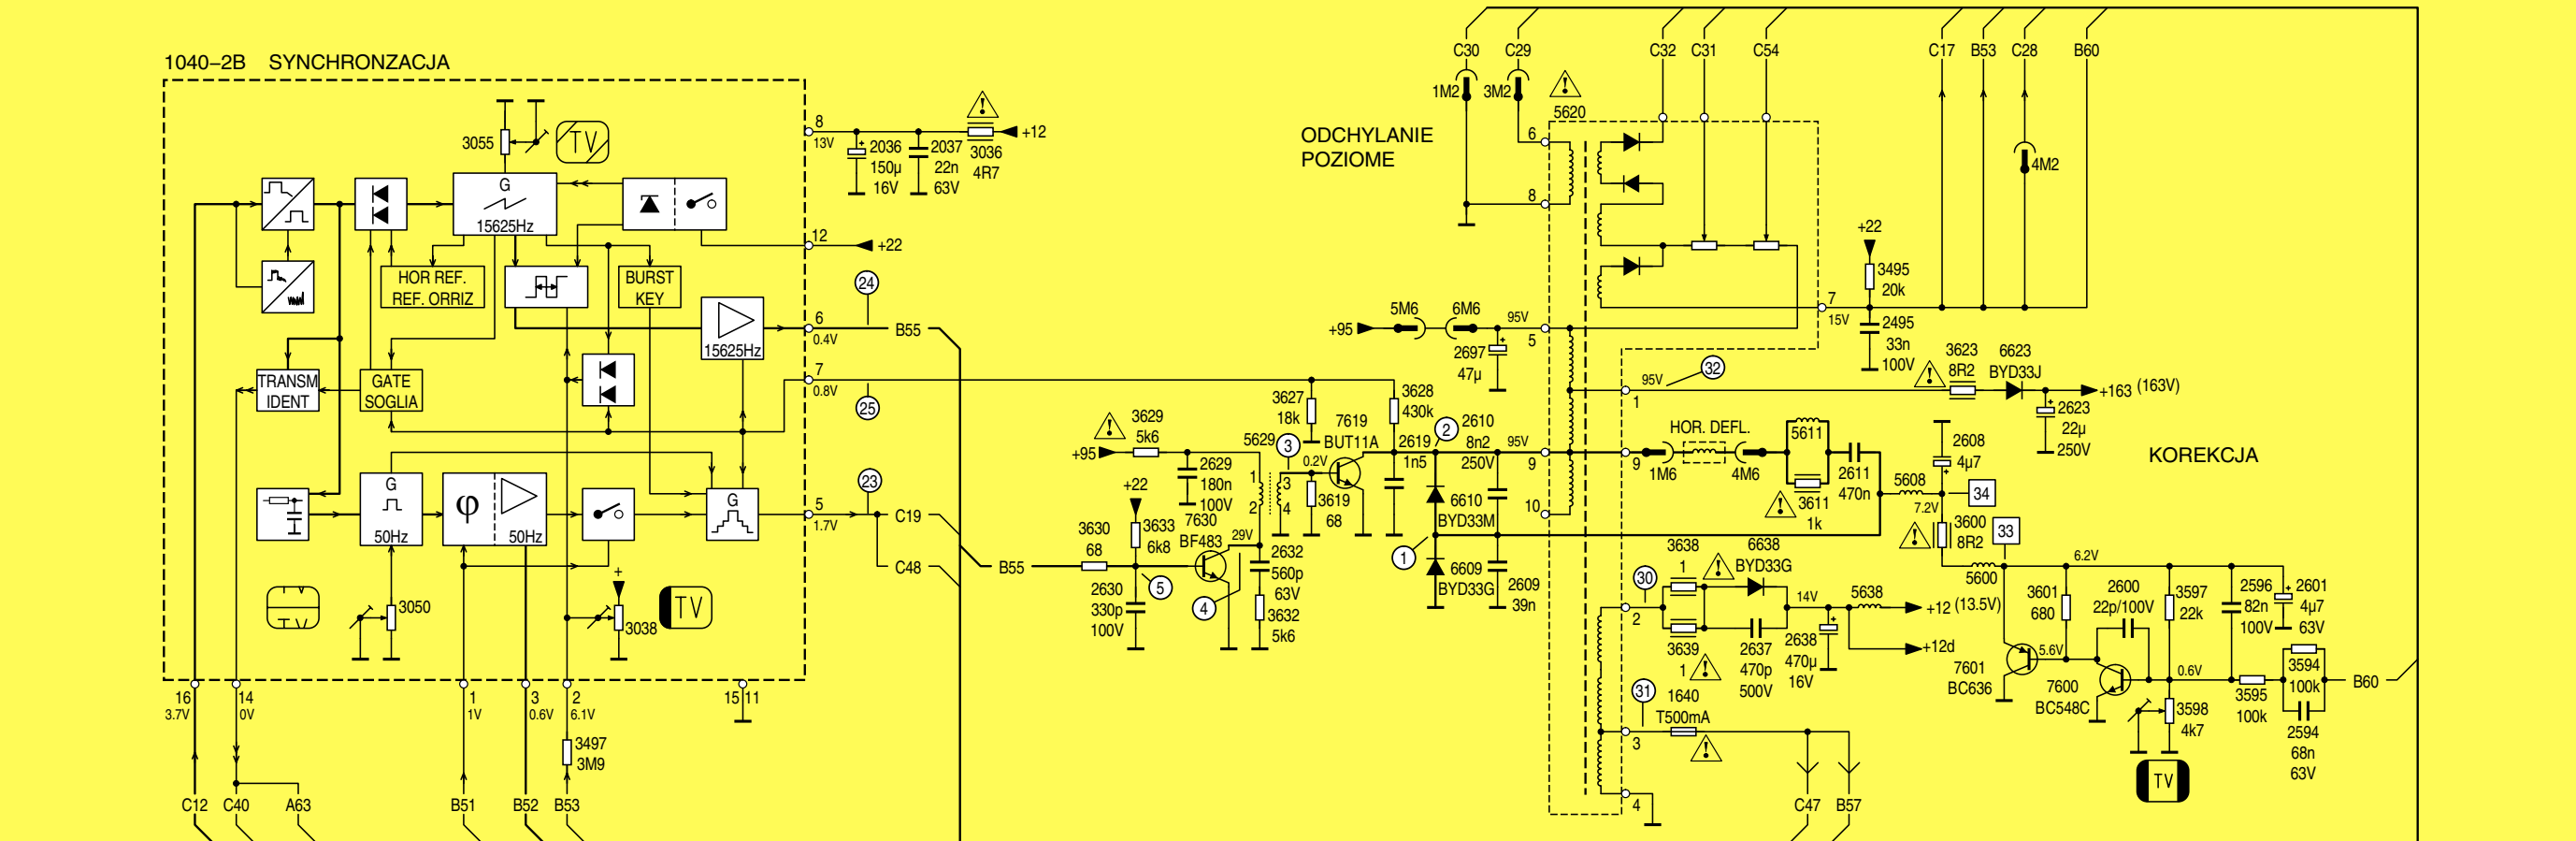 C30 C29 C32 C31 C54 C17 B53 C28 B60
1040–2B SYNCHRONZACJA
1M2 3M2
5620
4M2
ODCHYLANIE
POZIOME
3055
TV
8
13V
2036
150µ
16V
2037
22n
63V
3036
4R7
+12
G
15625Hz
12
+22
HOR REF.
REF. ORRIZ
BURST
KEY
24
15625Hz
6
0.4V
B55
7
0.8V
25
TRANSM
IDENT
GATE
SOGLIA
G
50Hz
φ
50Hz
G
23
5
1.7V
C19
C48
B55
3050
TV
+
3038
TV
16
3.7V
14
0V
1
1V
3
0.6V
2
6.1V
15
11
3497
3M9
C12 C40 A63 B51 B52 B53
6
8
+95
5M6
6M6
95V
5
2697
47µ
7
15V
+22
3495
20k
2495
33n
100V
3627
18k
3628
430k
3629
5k6
+95
2629
180n
100V
5629
1
2
3
4
3
0.2V
7619
BUT11A
3619
68
2619
1n5
2
2610
8n2
250V
95V
9
10
+22
3630
68
3633
6k8
7630
BF483
29V
2630
330p
100V
5
4
2632
560p
63V
3632
5k6
1
6610
BYD33M
6609
BYD33G
2609
39n
95V
1
32
3623
8R2
6623
BYD33J
+163 (163V)
2623
22µ
250V
KOREKCJA
9
1M6
HOR. DEFL.
4M6
5611
3611
1k
2611
470n
5608
7.2V
2608
4µ7
34
3600
8R2
33
5600
6.2V
30
2
3638
1
6638
BYD33G
3639
1
2637
470p
500V
14V
2638
470µ
16V
5638
+12 (13.5V)
+12d
31
3
1640
T500mA
4
C47 B57
3601
680
2600
22p/100V
3597
22k
2596
82n
100V
2601
4µ7
63V
7601
BC636
5.6V
7600
BC548C
0.6V
3598
4k7
TV
3595
100k
3594
100k
2594
68n
63V
B60